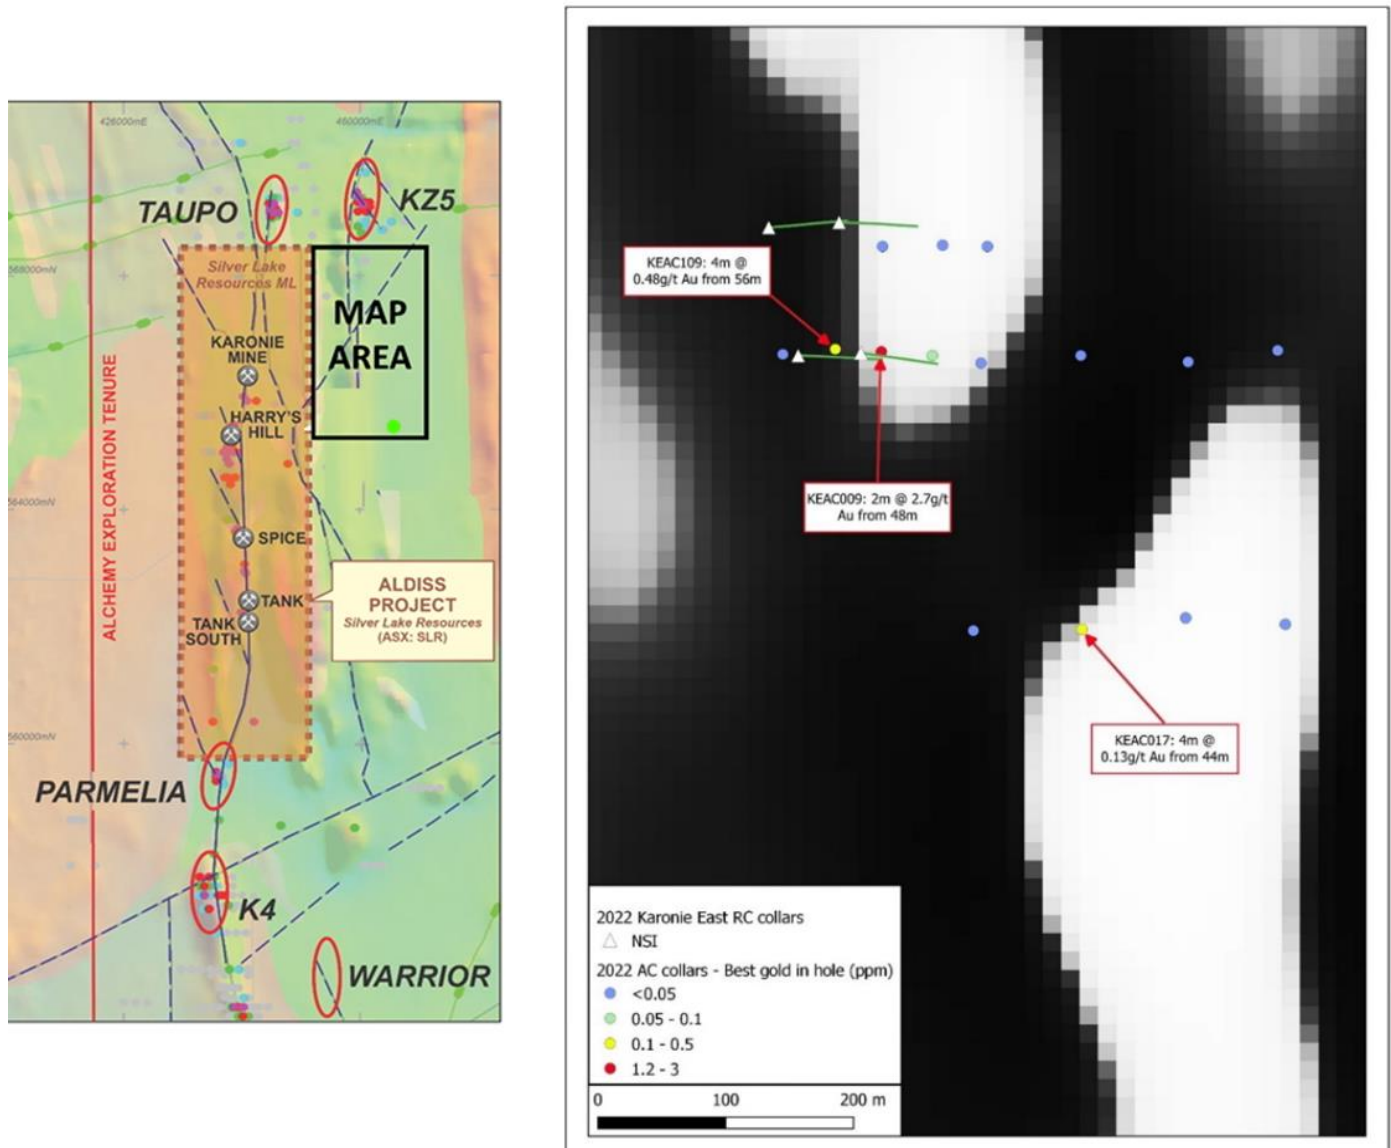 426000mE
460000mE
TAUPO
KZ5
568000mN
Silver Lake
Resources ML
MAP
AREA
KARONIE
MINE
HARRY'S
HILL
ALCHEMY EXPLORATION TENURE
564000mN
SPICE
TANK
TANK
SOUTH
ALDISS
PROJECT
Silver Lake Resources
(ASX: SLR)
560000mN
PARMELIA
K4
WARRIOR
KEAC109: 4m @
0.48g/t Au from 56m
KEAC009: 2m @ 2.7g/t
Au from 48m
KEAC017: 4m @
0.13g/t Au from 44m
2022 Karonie East RC collars
NSI
2022 AC collars - Best gold in hole (ppm)
<0.05
0.05 - 0.1
0.1 - 0.5
1.2 - 3
0 100 200 m